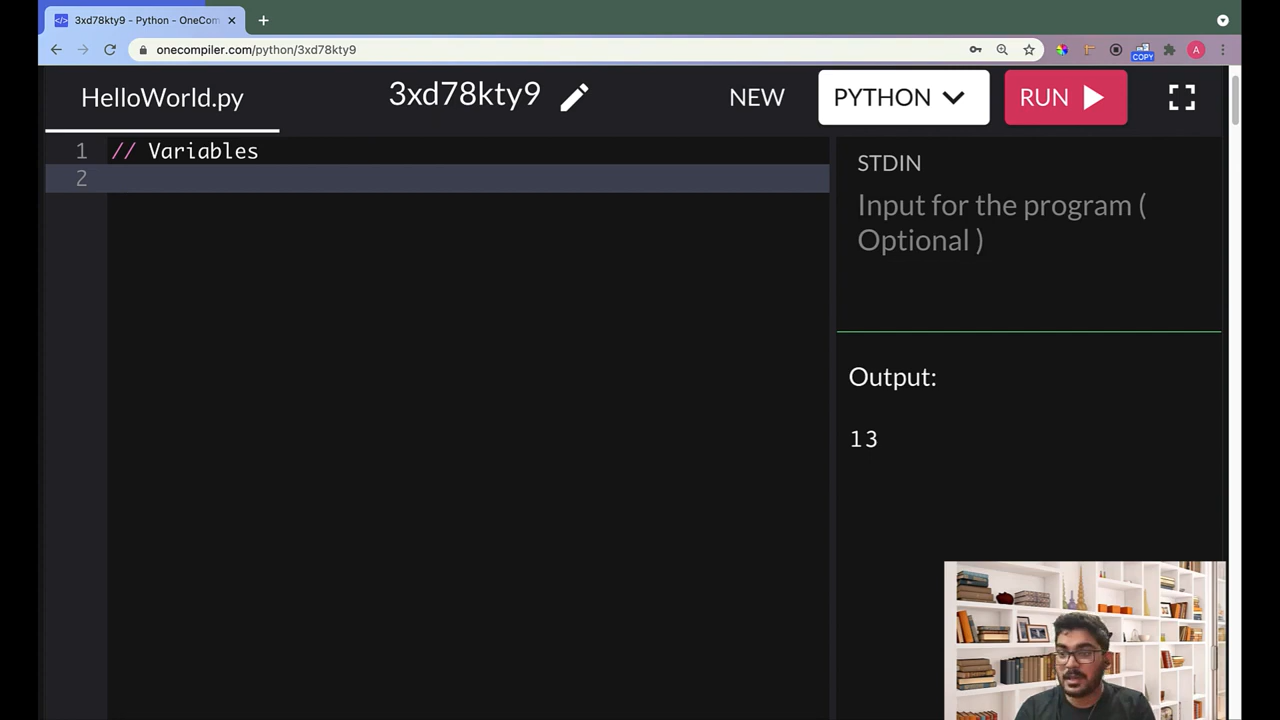 3xd78kty9 - Python - OneCom
onecompiler.com/python/3xd78kty9
COPY
A
HelloWorld.py
3xd78kty9
NEW
PYTHON
RUN
1 // Variables
2
STDIN
Input for the program (
Optional )
Output:
13